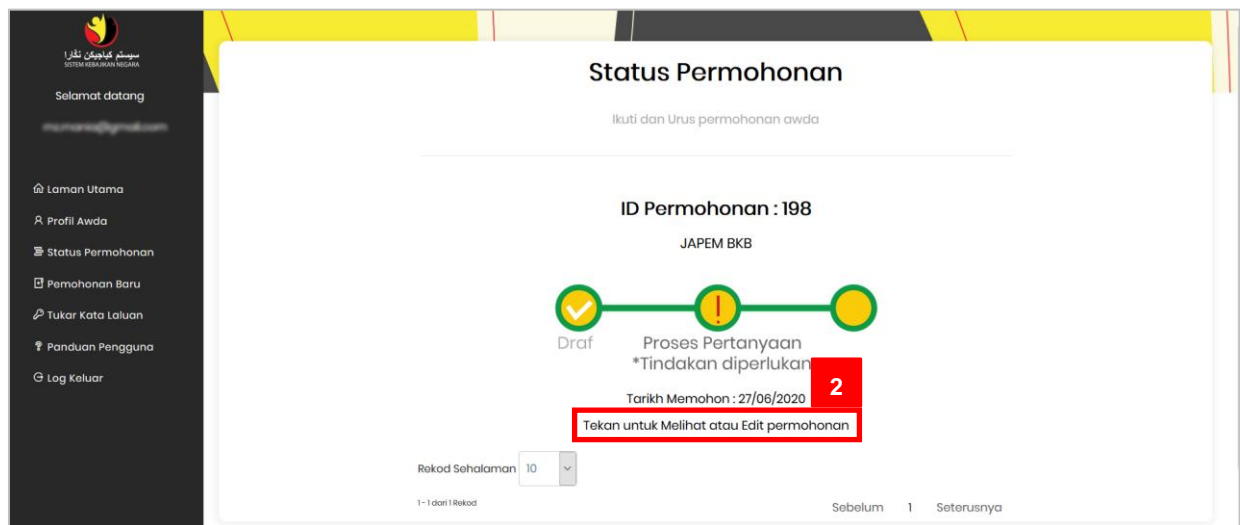 سيستم کباجيکن نݢارا
SISTEM KEBAJIKAN NEGARA
Selamat datang
Laman Utama
Profil Awda
Status Permohonan
Pemohonan Baru
Tukar Kata Laluan
Panduan Pengguna
Log Keluar
Status Permohonan
Ikuti dan Urus permohonan awda
ID Permohonan : 198
JAPEM BKB
Draf
Proses Pertanyaan
*Tindakan diperlukan
2
Tarikh Memohon : 27/06/2020
Tekan untuk Melihat atau Edit permohonan
Rekod Sehalaman 10
1 - 1 dari 1 Rekod
Sebelum 1 Seterusnya